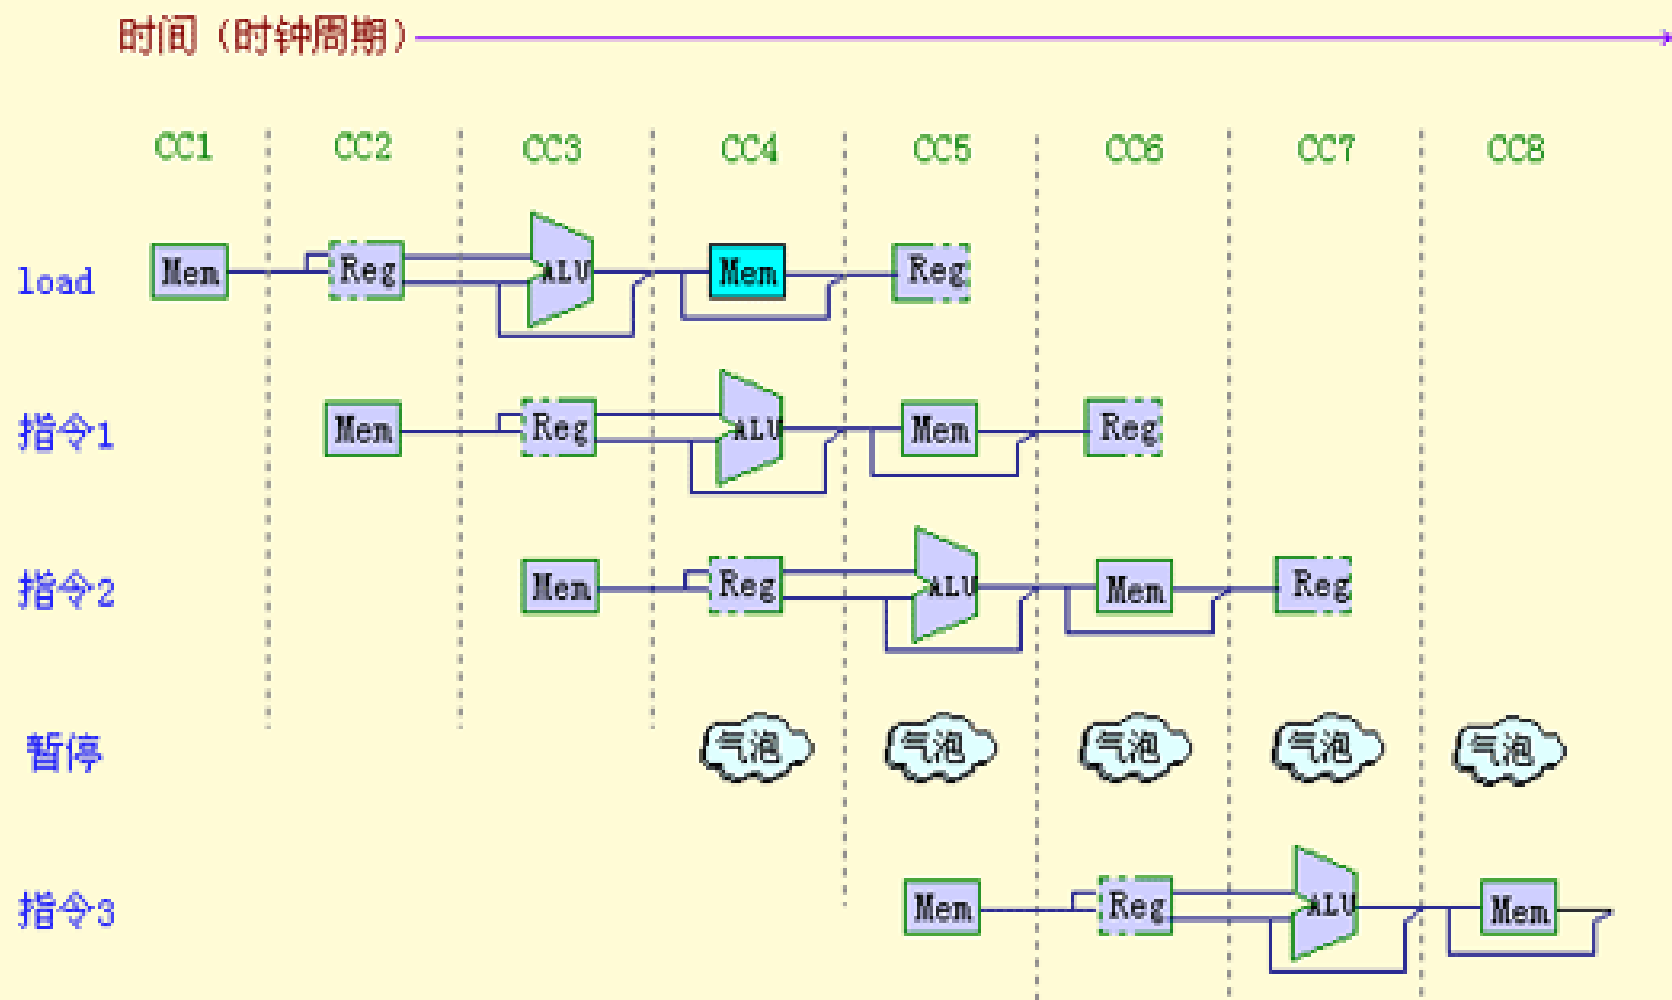 时间（时钟周期）
CC1 CC2 CC3 CC4 CC5 CC6 CC7 CC8
load Mem Reg ALU Mem Reg
指令1 Mem Reg ALU Mem Reg
指令2 Mem Reg ALU Mem Reg
暂停 气泡 气泡 气泡 气泡 气泡
指令3 Mem Reg ALU Mem